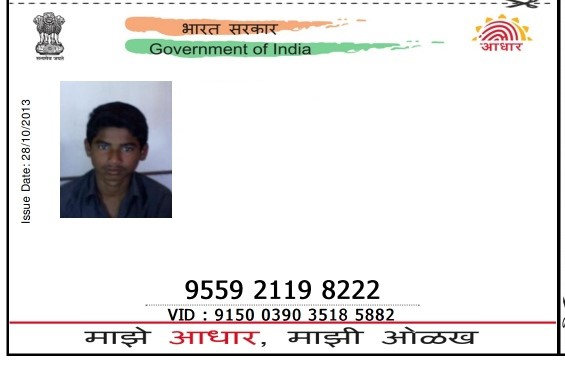 भारत सरकार
Government of India
आधार
Issue Date: 28/10/2013
9559 2119 8222
VID : 9150 0390 3518 5882
माझे आधार, माझी ओळख